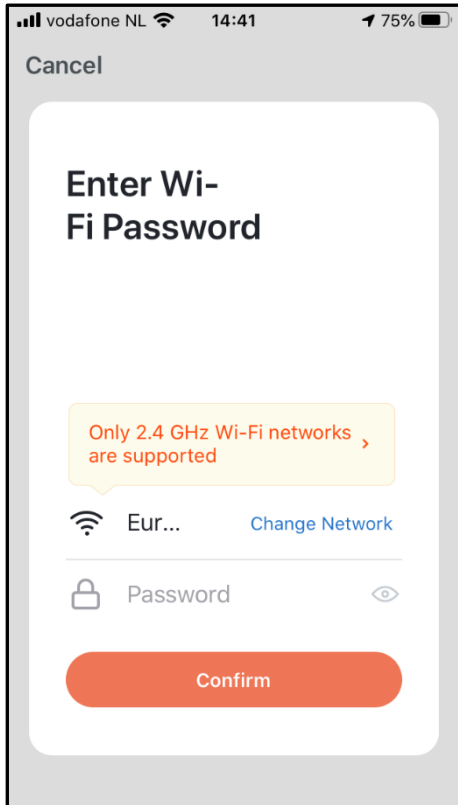 vodafone NL 14:41 75%
Cancel
Enter Wi-
Fi Password
Only 2.4 GHz Wi-Fi networks
are supported
Eur... Change Network
Password
Confirm